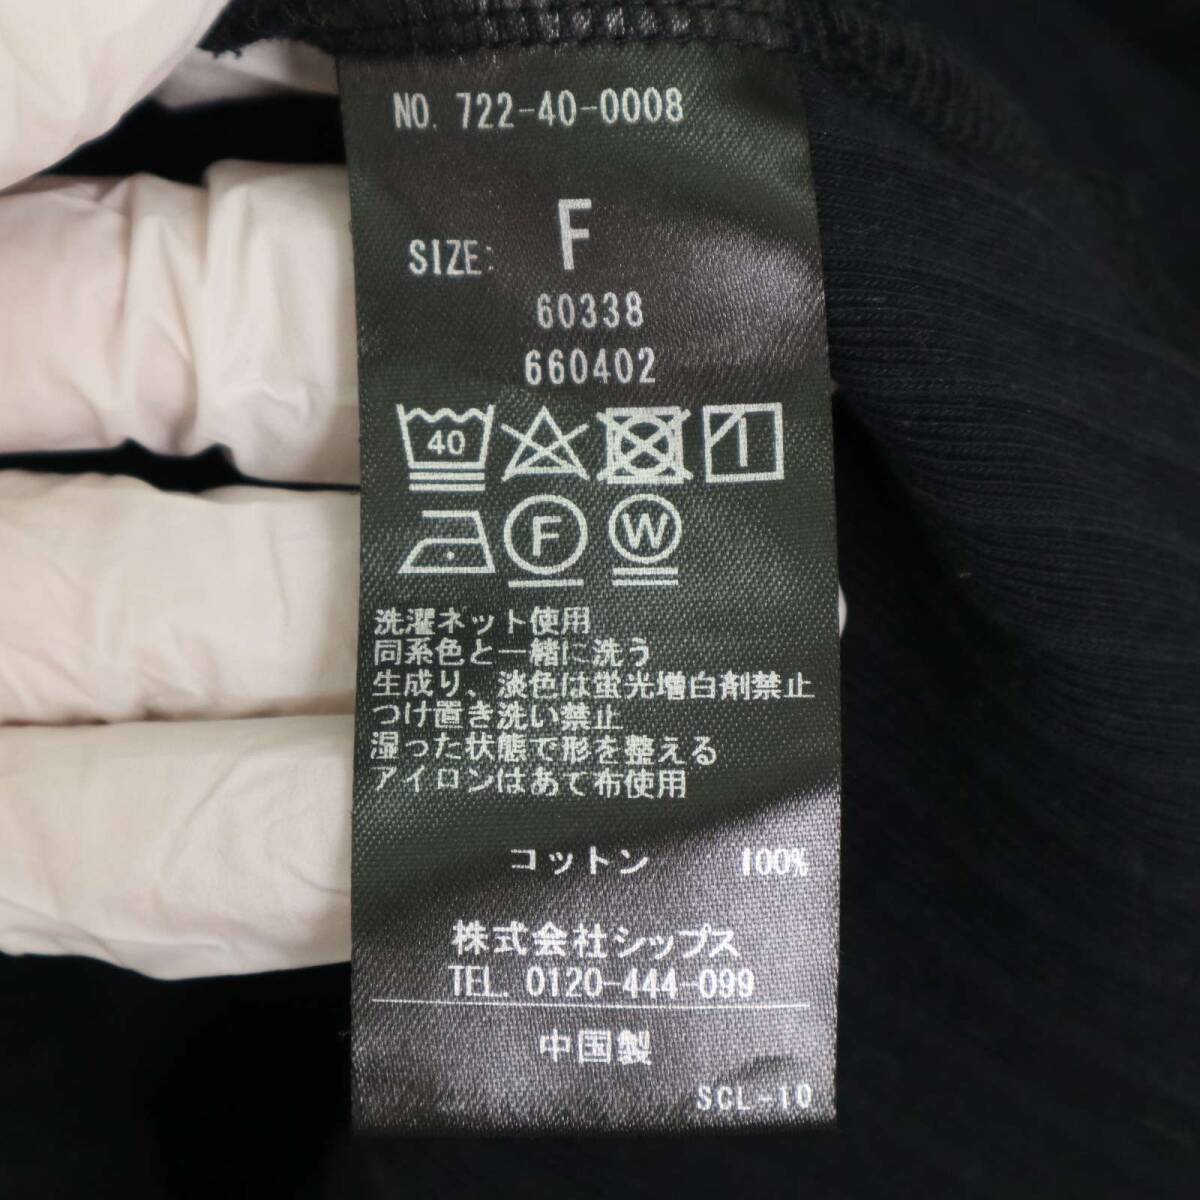 NO. 722-40-0008
SIZE: F
60338
660402
40
F W
洗濯ネット使用
同系色と一緒に洗う
生成り、淡色は蛍光増白剤禁止
つけ置き洗い禁止
湿った状態で形を整える
アイロンはあて布使用
コットン 100%
株式会社シップス
TEL. 0120-444-099
中国製
SCL-10